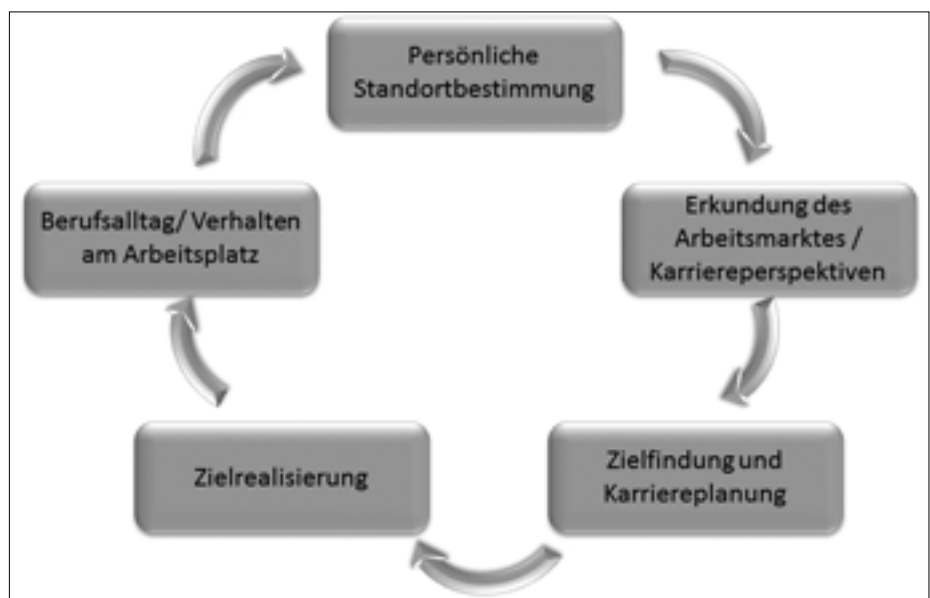 Persönliche
Standortbestimmung
Erkundung des
Arbeitsmarktes /
Karriereperspektiven
Zielfindung und
Karriereplanung
Zielrealisierung
Berufsalltag/ Verhalten
am Arbeitsplatz